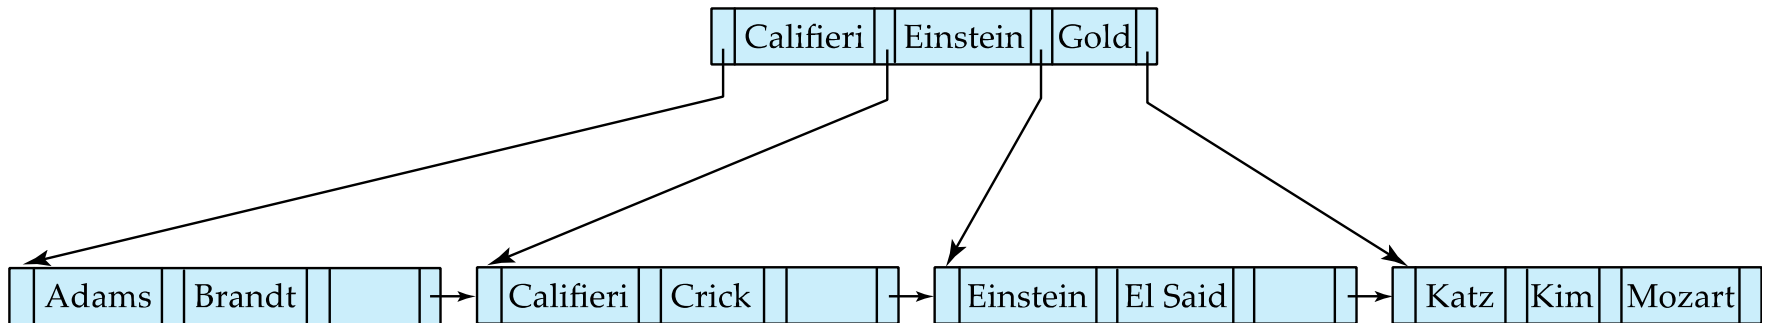 Califieri Einstein Gold
Adams Brandt Califieri Crick Einstein El Said Katz Kim Mozart